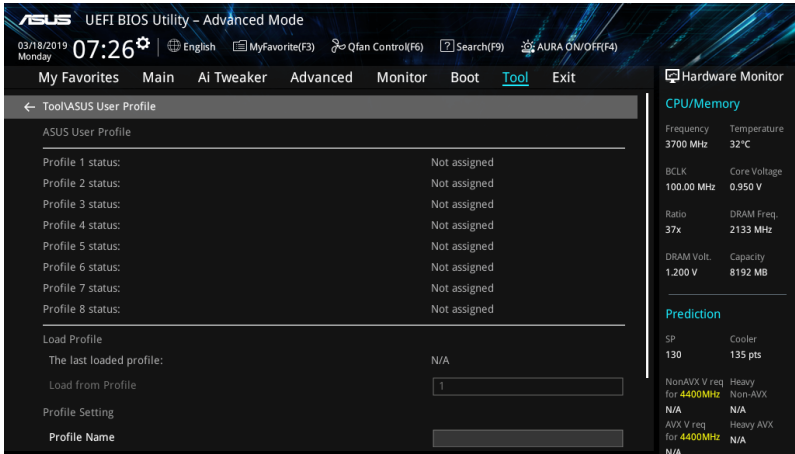 ASUS UEFI BIOS Utility – Advanced Mode
03/18/2019 Monday 07:26 English MyFavorite(F3) Qfan Control(F6) ? Search(F9) AURA ON/OFF(F4)
My Favorites Main Ai Tweaker Advanced Monitor Boot Tool Exit
← Tool\ASUS User Profile
ASUS User Profile
Profile 1 status: Not assigned
Profile 2 status: Not assigned
Profile 3 status: Not assigned
Profile 4 status: Not assigned
Profile 5 status: Not assigned
Profile 6 status: Not assigned
Profile 7 status: Not assigned
Profile 8 status: Not assigned
Load Profile
The last loaded profile: N/A
Load from Profile 1
Profile Setting
Profile Name
Hardware Monitor
CPU/Memory
Frequency Temperature
3700 MHz 32°C
BCLK Core Voltage
100.00 MHz 0.950 V
Ratio DRAM Freq.
37x 2133 MHz
DRAM Volt. Capacity
1.200 V 8192 MB
Prediction
SP Cooler
130 135 pts
NonAVX V req Heavy
for 4400MHz Non-AVX
N/A N/A
AVX V req Heavy AVX
for 4400MHz N/A
N/A